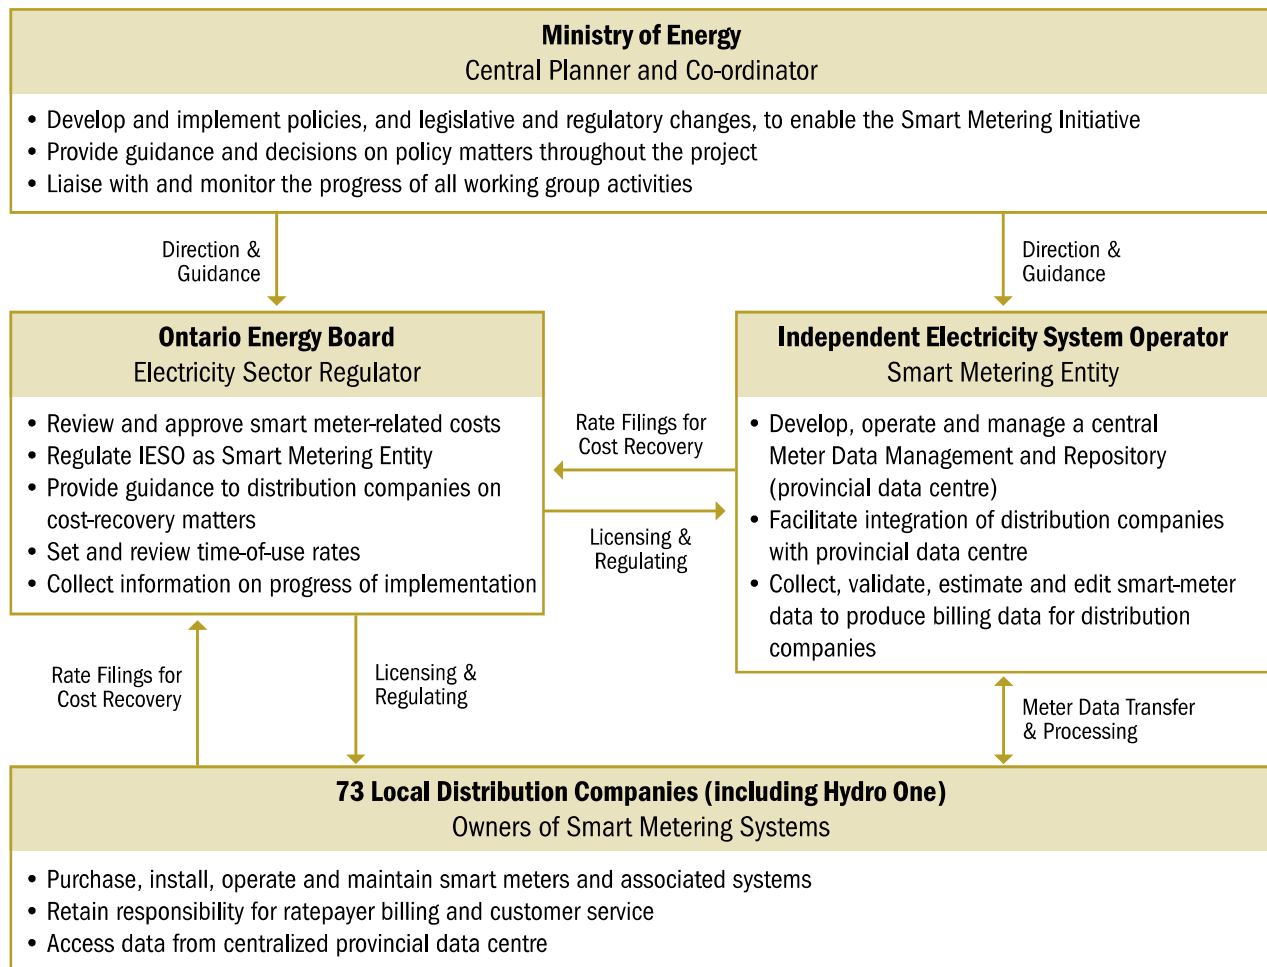 Ministry of Energy
Central Planner and Co-ordinator
• Develop and implement policies, and legislative and regulatory changes, to enable the Smart Metering Initiative
• Provide guidance and decisions on policy matters throughout the project
• Liaise with and monitor the progress of all working group activities
Direction &
Guidance
Direction &
Guidance
Ontario Energy Board
Electricity Sector Regulator
• Review and approve smart meter-related costs
• Regulate IESO as Smart Metering Entity
• Provide guidance to distribution companies on
cost-recovery matters
• Set and review time-of-use rates
• Collect information on progress of implementation
Rate Filings for
Cost Recovery
Licensing &
Regulating
Independent Electricity System Operator
Smart Metering Entity
• Develop, operate and manage a central
Meter Data Management and Repository
(provincial data centre)
• Facilitate integration of distribution companies
with provincial data centre
• Collect, validate, estimate and edit smart-meter
data to produce billing data for distribution
companies
Rate Filings for
Cost Recovery
Licensing &
Regulating
Meter Data Transfer
& Processing
73 Local Distribution Companies (including Hydro One)
Owners of Smart Metering Systems
• Purchase, install, operate and maintain smart meters and associated systems
• Retain responsibility for ratepayer billing and customer service
• Access data from centralized provincial data centre